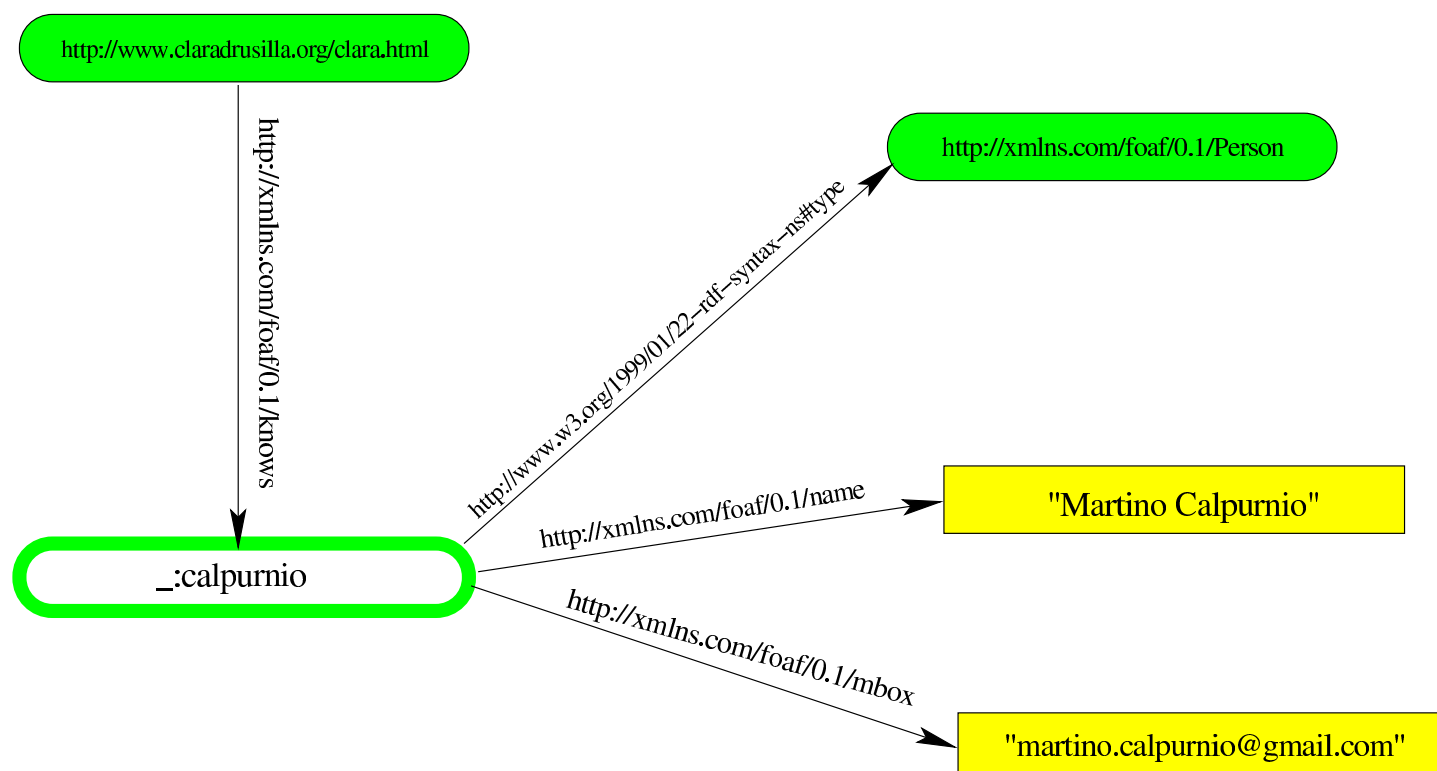 http://www.claradrusilla.org/clara.html
http://xmlns.com/foaf/0.1/knows
http://xmlns.com/foaf/0.1/Person
http://www.w3.org/1999/01/22-rdf-syntax-ns#type
http://xmlns.com/foaf/0.1/name
"Martino Calpurnio"
_:calpurnio
http://xmlns.com/foaf/0.1/mbox
"martino.calpurnio@gmail.com"